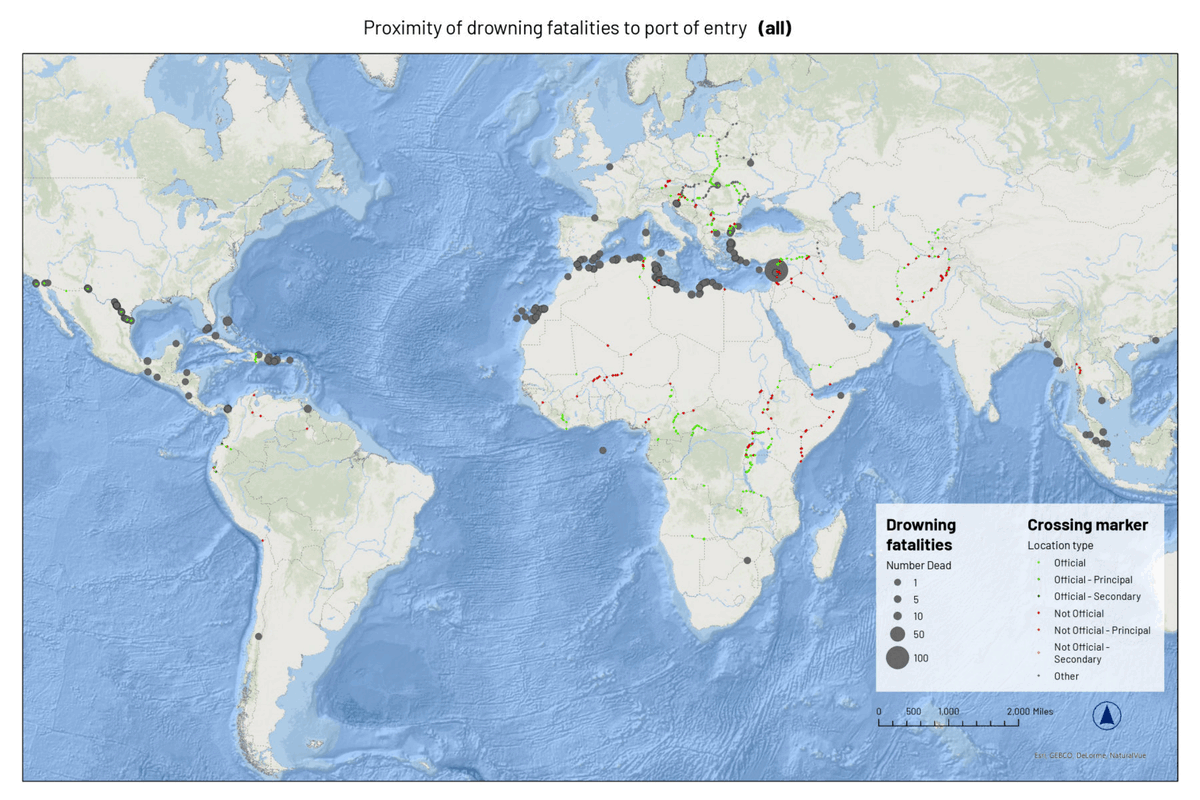 Proximity of drowning fatalities to port of entry (all)
Drowning
fatalities
Number Dead
1
5
10
50
100
Crossing marker
Location type
Official
Official - Principal
Official - Secondary
Not Official
Not Official - Principal
Not Official -
Secondary
Other
0 500 1,000 2,000 Miles
Esri, GEBCO, DeLorme, NaturalVue